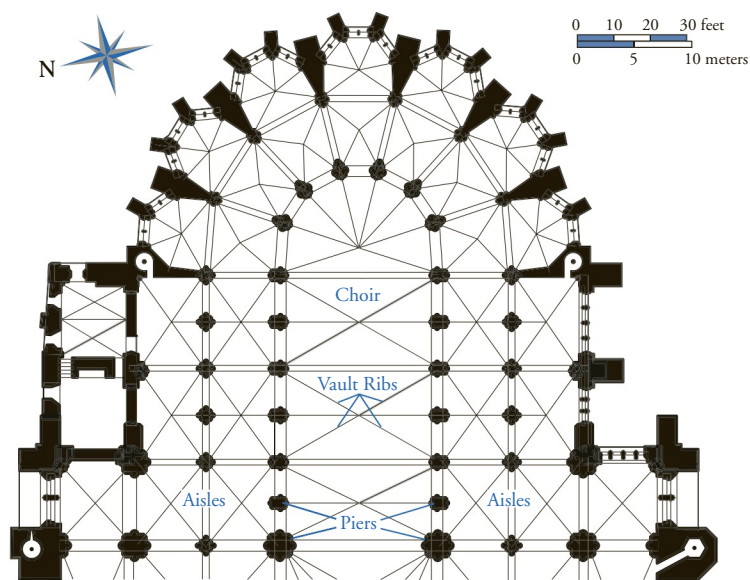 N
0 10 20 30 feet
0 5 10 meters
Choir
Vault Ribs
Aisles
Aisles
Piers